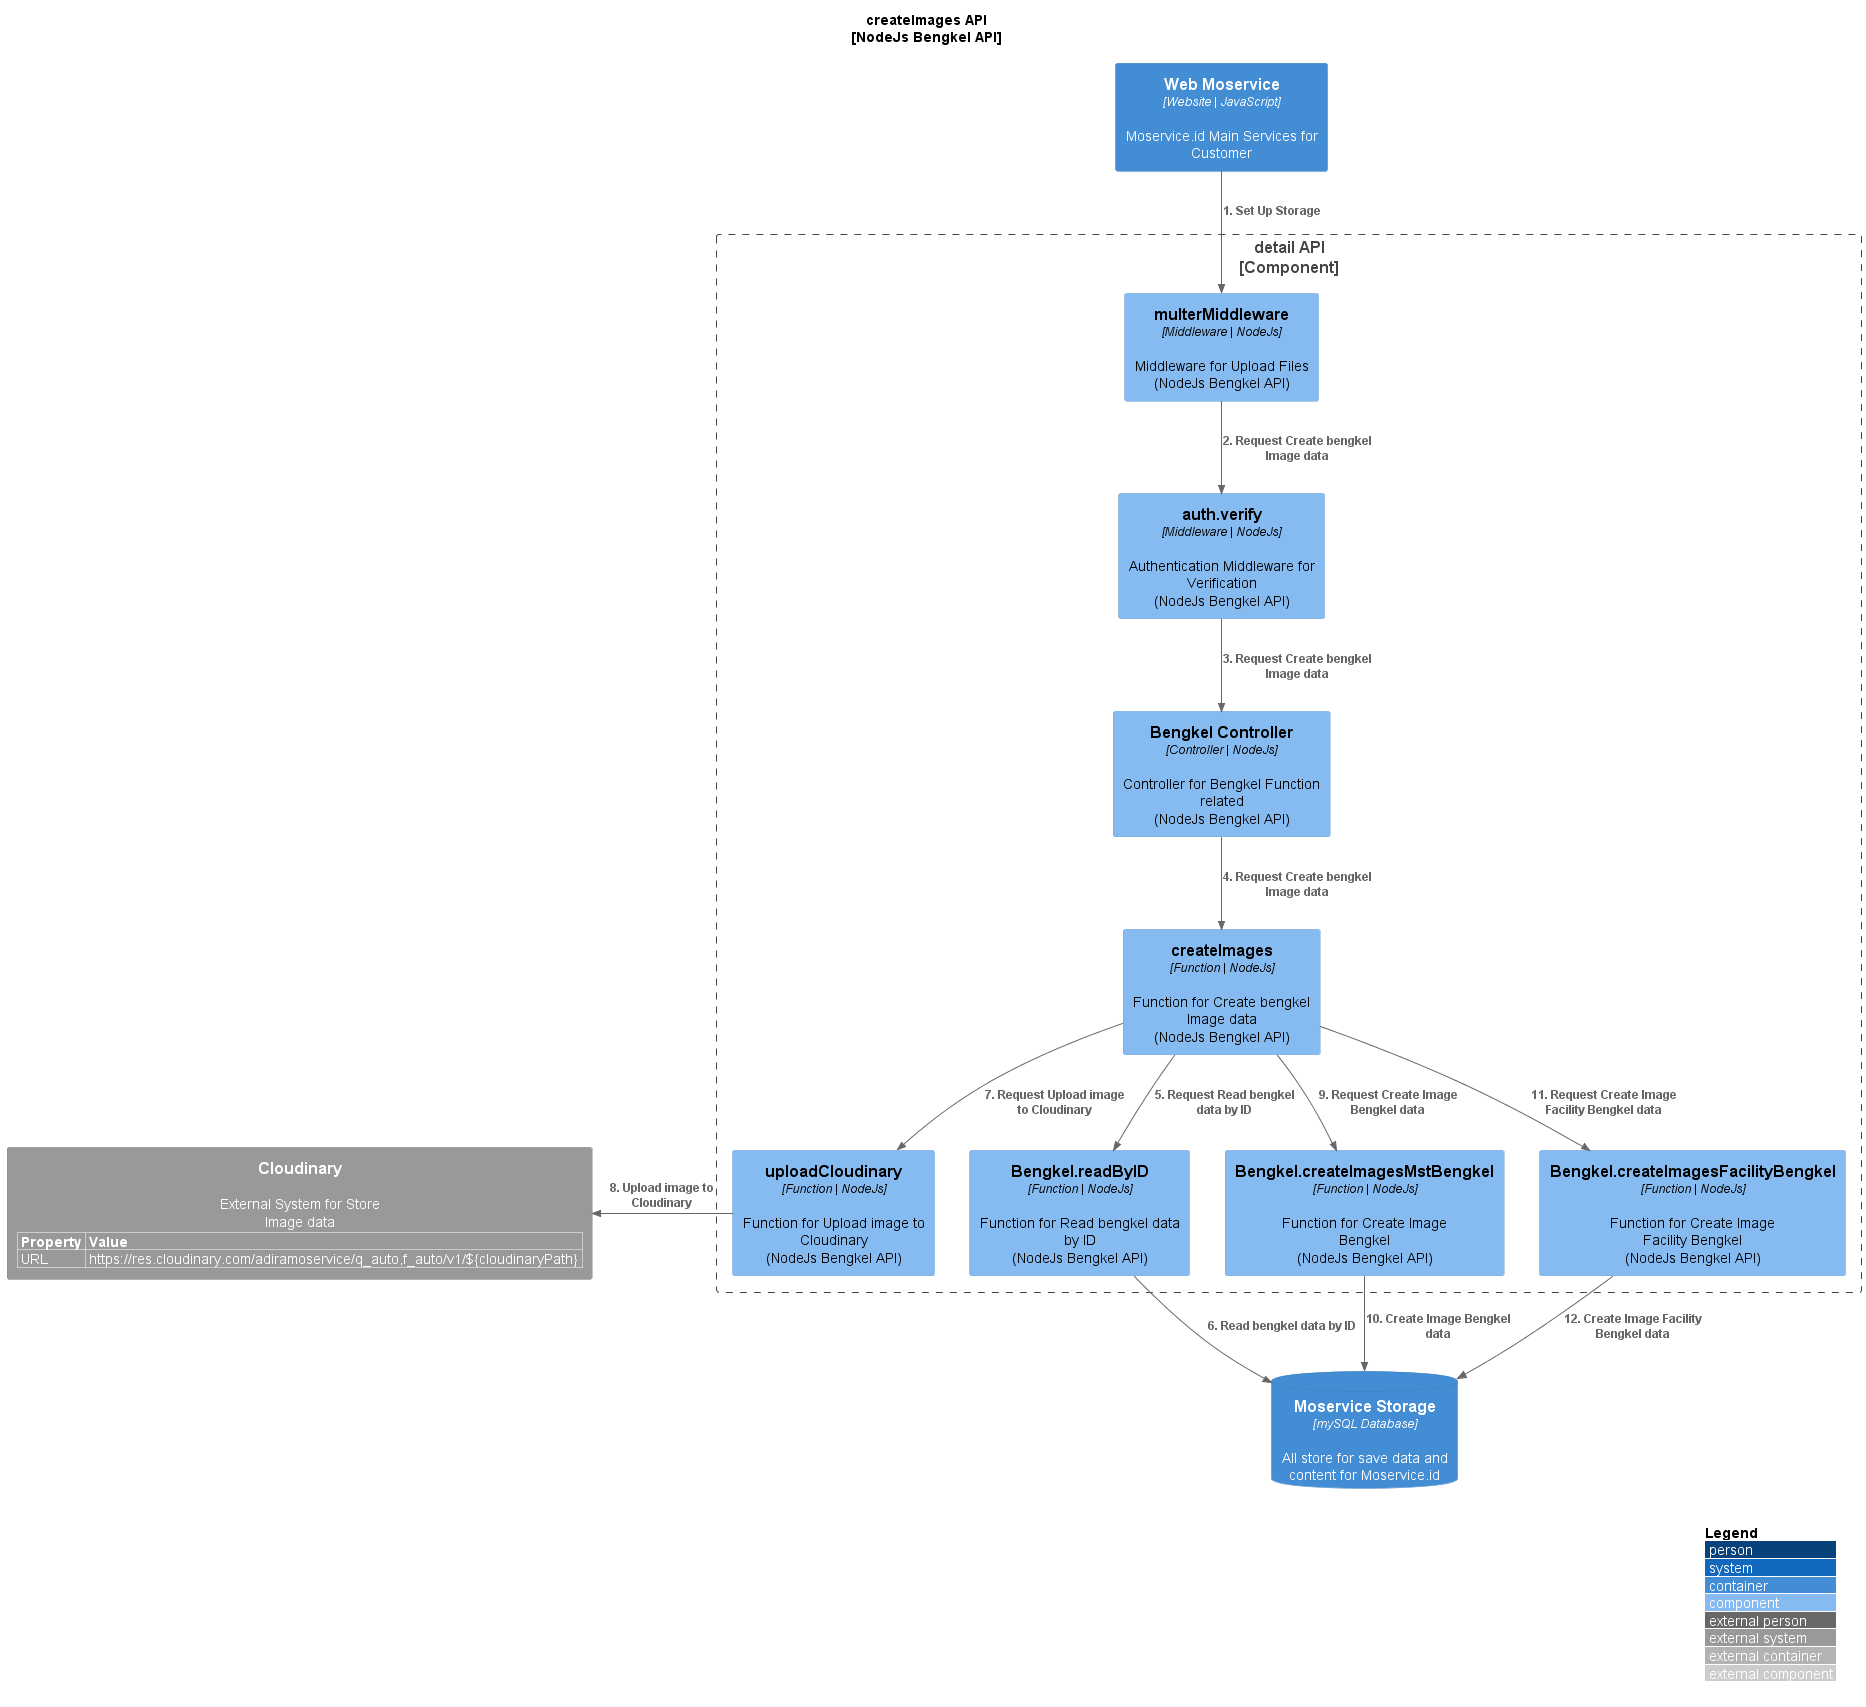 createImages API
[NodeJs Bengkel API]
Web Moservice
[Website | JavaScript]
Moservice.id Main Services for
Customer
1. Set Up Storage
detail API
[Component]
multerMiddleware
[Middleware | NodeJs]
Middleware for Upload Files
(NodeJs Bengkel API)
2. Request Create bengkel
Image data
auth.verify
[Middleware | NodeJs]
Authentication Middleware for
Verification
(NodeJs Bengkel API)
3. Request Create bengkel
Image data
Bengkel Controller
[Controller | NodeJs]
Controller for Bengkel Function
related
(NodeJs Bengkel API)
4. Request Create bengkel
Image data
createImages
[Function | NodeJs]
Function for Create bengkel
Image data
(NodeJs Bengkel API)
7. Request Upload image
to Cloudinary
5. Request Read bengkel
data by ID
9. Request Create Image
Bengkel data
11. Request Create Image
Facility Bengkel data
Cloudinary
External System for Store
Image data
Property Value
URL https://res.cloudinary.com/adiramoservice/q_auto,f_auto/v1/${cloudinaryPath}
8. Upload image to
Cloudinary
uploadCloudinary
[Function | NodeJs]
Function for Upload image to
Cloudinary
(NodeJs Bengkel API)
Bengkel.readByID
[Function | NodeJs]
Function for Read bengkel data
by ID
(NodeJs Bengkel API)
Bengkel.createImagesMstBengkel
[Function | NodeJs]
Function for Create Image
Bengkel
(NodeJs Bengkel API)
Bengkel.createImagesFacilityBengkel
[Function | NodeJs]
Function for Create Image
Facility Bengkel
(NodeJs Bengkel API)
6. Read bengkel data by ID
10. Create Image Bengkel
data
12. Create Image Facility
Bengkel data
Moservice Storage
[mySQL Database]
All store for save data and
content for Moservice.id
Legend
person
system
container
component
external person
external system
external container
external component